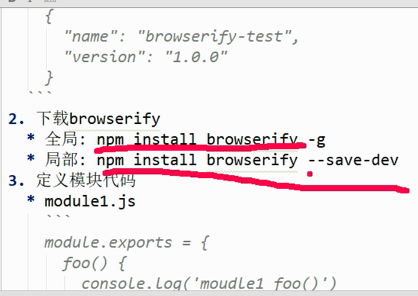 {
"name": "browserify-test",
"version": "1.0.0"
}
```
2. 下载browserify
* 全局: npm install browserify -g
* 局部: npm install browserify --save-dev
3. 定义模块代码
* module1.js
```
module.exports = {
foo() {
console.log('moudle1 foo()')